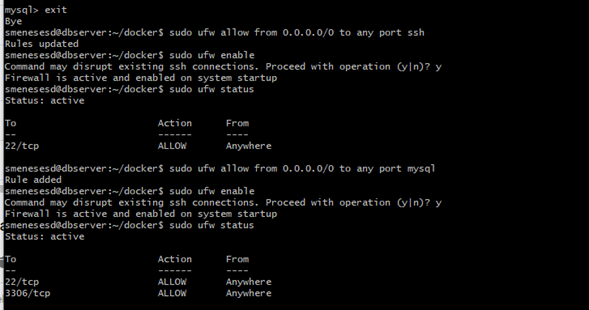 mysql> exit
Bye
smenesesd@dbserver:~/docker$ sudo ufw allow from 0.0.0.0/0 to any port ssh
Rules updated
smenesesd@dbserver:~/docker$ sudo ufw enable
Command may disrupt existing ssh connections. Proceed with operation (y|n)? y
Firewall is active and enabled on system startup
smenesesd@dbserver:~/docker$ sudo ufw status
Status: active
To Action From
-- ------ ----
22/tcp ALLOW Anywhere
smenesesd@dbserver:~/docker$ sudo ufw allow from 0.0.0.0/0 to any port mysql
Rule added
smenesesd@dbserver:~/docker$ sudo ufw enable
Command may disrupt existing ssh connections. Proceed with operation (y|n)? y
Firewall is active and enabled on system startup
smenesesd@dbserver:~/docker$ sudo ufw status
Status: active
To Action From
-- ------ ----
22/tcp ALLOW Anywhere
3306/tcp ALLOW Anywhere